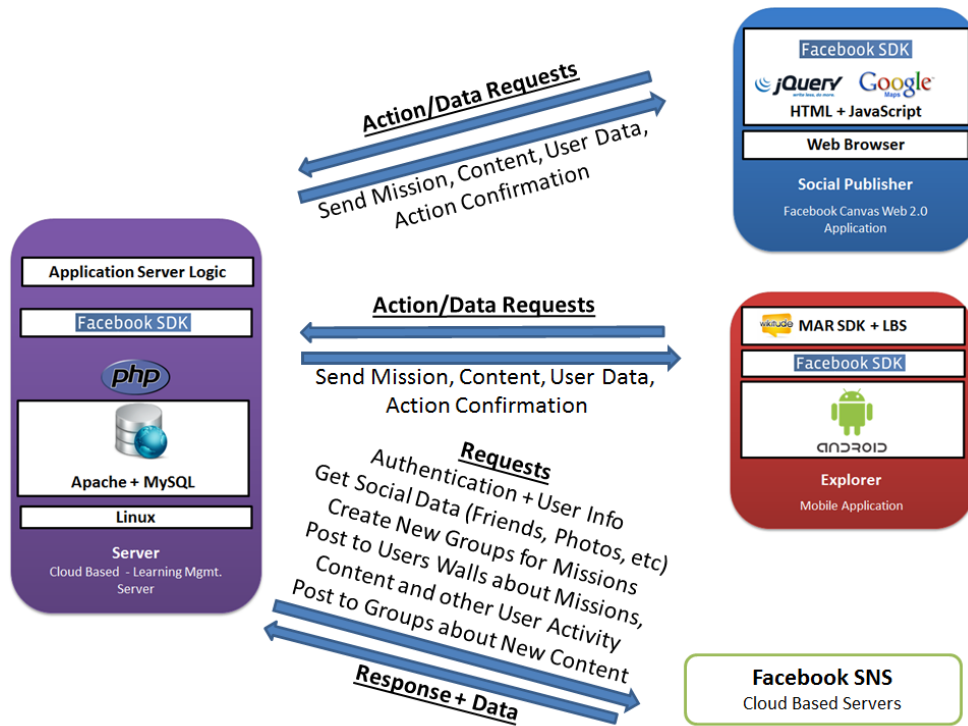 Facebook SDK
jQuery
write less, do more.
Google
Maps
HTML + JavaScript
Web Browser
Social Publisher
Facebook Canvas Web 2.0
Application
Action/Data Requests
Send Mission, Content, User Data,
Action Confirmation
Application Server Logic
Facebook SDK
php
Apache + MySQL
Linux
Server
Cloud Based - Learning Mgmt.
Server
Action/Data Requests
Send Mission, Content, User Data,
Action Confirmation
wikitude
MAR SDK + LBS
Facebook SDK
ANDROID
Explorer
Mobile Application
Requests
Authentication + User Info
Get Social Data (Friends, Photos, etc)
Create New Groups for Missions
Post to Users Walls about Missions,
Content and other User Activity
Post to Groups about New Content
Response + Data
Facebook SNS
Cloud Based Servers